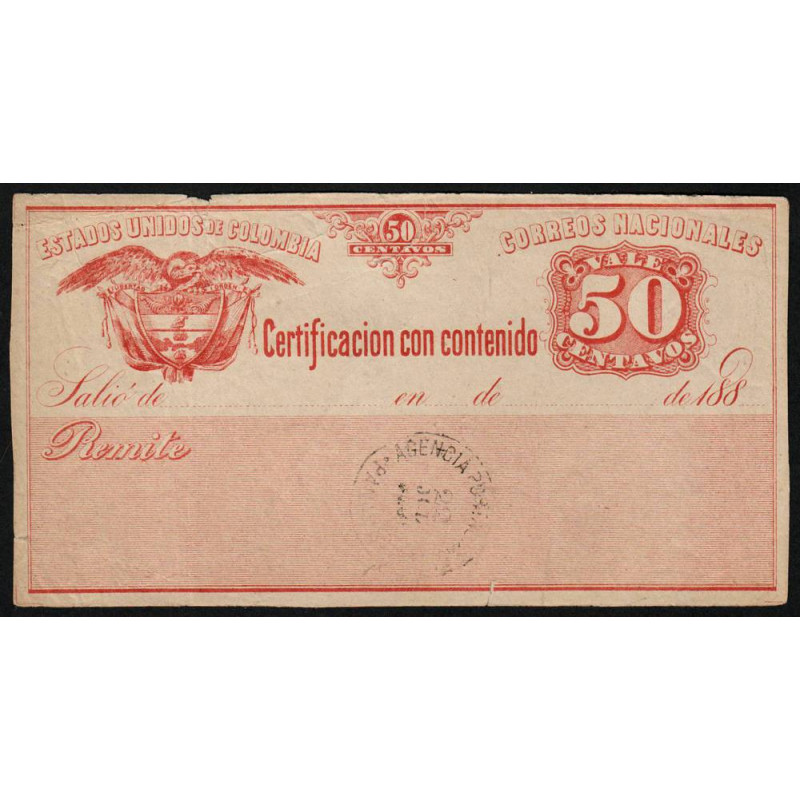 ESTADOS UNIDOS DE COLOMBIA
50
CENTAVOS
CORREOS NACIONALES
VALE
50
CENTAVOS
Certificacion con contenido
Salió de en de de 188
Remite
AGENCIA